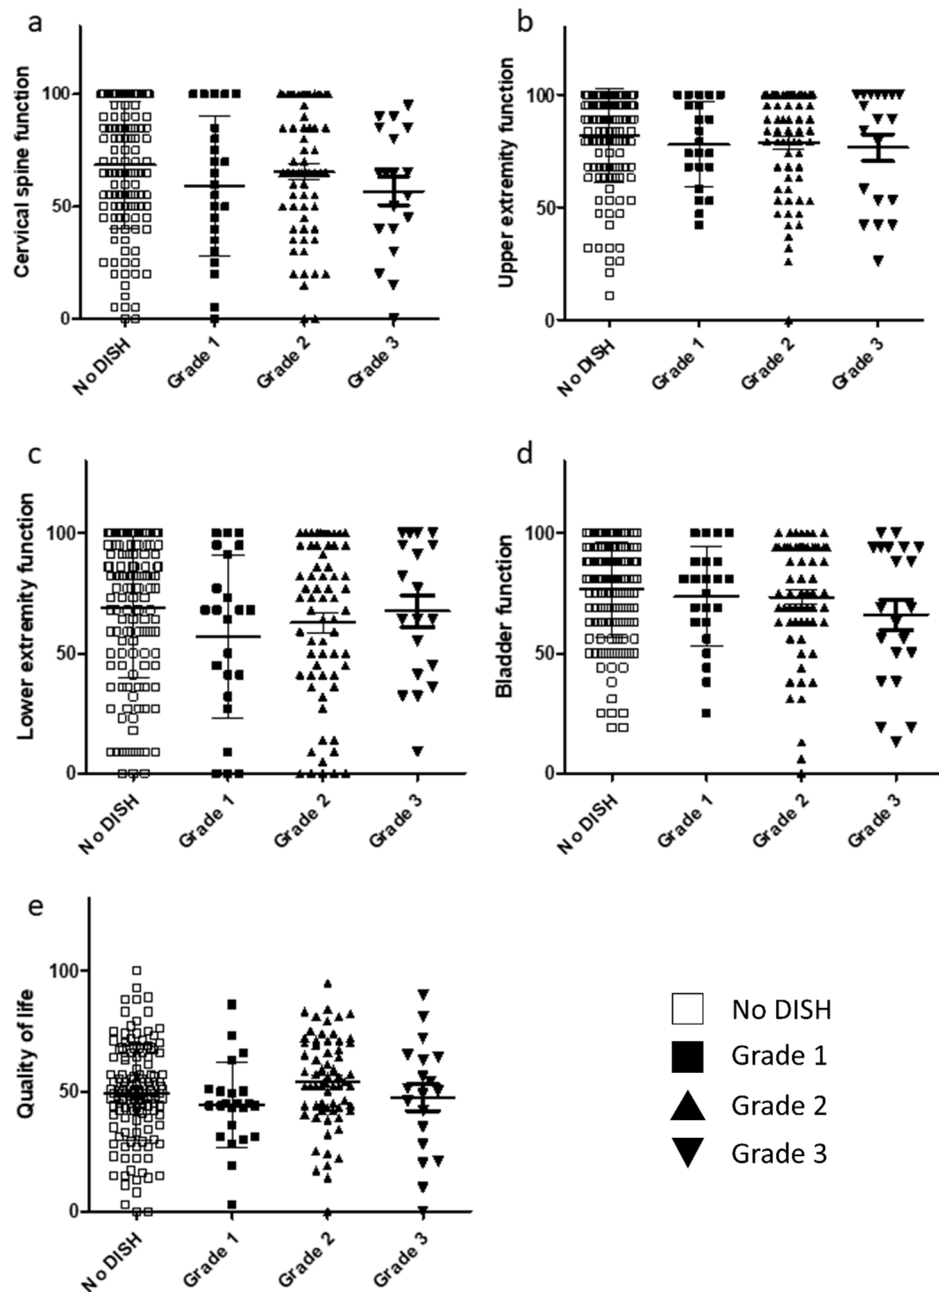 a
Cervical spine function
100
50
0
No DISH
Grade 1
Grade 2
Grade 3
b
Upper extremity function
100
50
0
No DISH
Grade 1
Grade 2
Grade 3
c
Lower extremity function
100
50
0
No DISH
Grade 1
Grade 2
Grade 3
d
Bladder function
100
50
0
No DISH
Grade 1
Grade 2
Grade 3
e
Quality of life
100
50
0
No DISH
Grade 1
Grade 2
Grade 3
No DISH
Grade 1
Grade 2
Grade 3